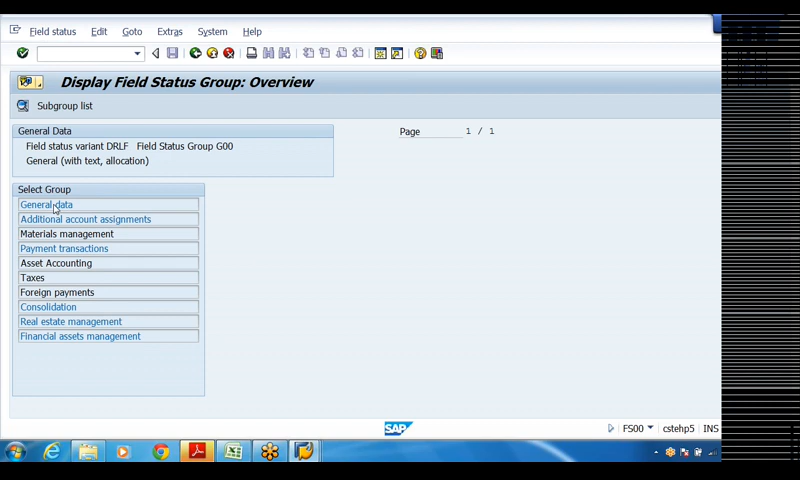 Field status Edit Goto Extras System Help
Display Field Status Group: Overview
Subgroup list
General Data
Page 1 / 1
Field status variant DRLF Field Status Group G00
General (with text, allocation)
Select Group
General data
Additional account assignments
Materials management
Payment transactions
Asset Accounting
Taxes
Foreign payments
Consolidation
Real estate management
Financial assets management
SAP
FS00 cstehp5 INS